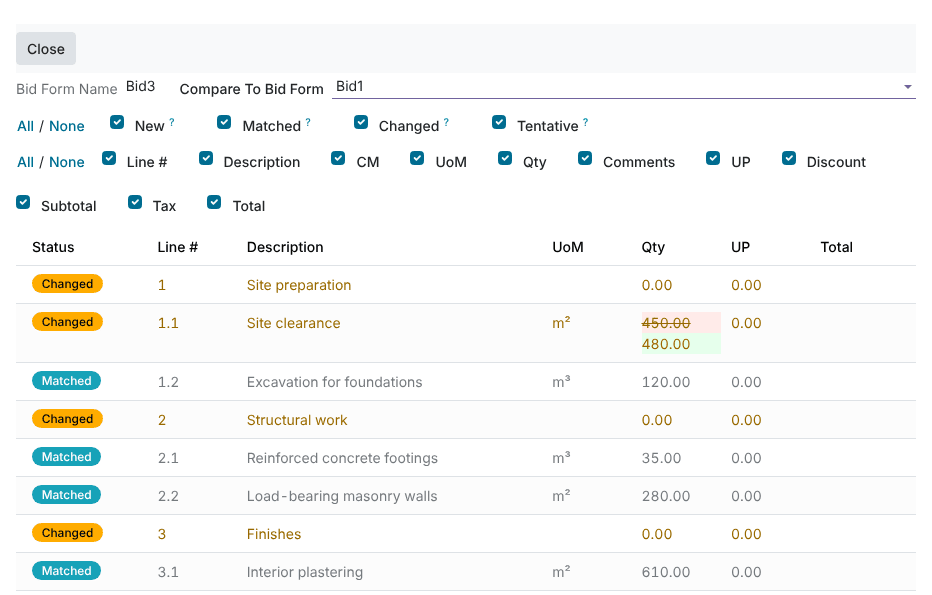 Close
Bid Form Name Bid3 Compare To Bid Form Bid1
All / None New ? Matched ? Changed ? Tentative ?
All / None Line # Description CM UoM Qty Comments UP Discount
Subtotal Tax Total
Status Line # Description UoM Qty UP Total
Changed 1 Site preparation 0.00 0.00
Changed 1.1 Site clearance m² 450.00 0.00
480.00
Matched 1.2 Excavation for foundations m³ 120.00 0.00
Changed 2 Structural work 0.00 0.00
Matched 2.1 Reinforced concrete footings m³ 35.00 0.00
Matched 2.2 Load-bearing masonry walls m² 280.00 0.00
Changed 3 Finishes 0.00 0.00
Matched 3.1 Interior plastering m² 610.00 0.00